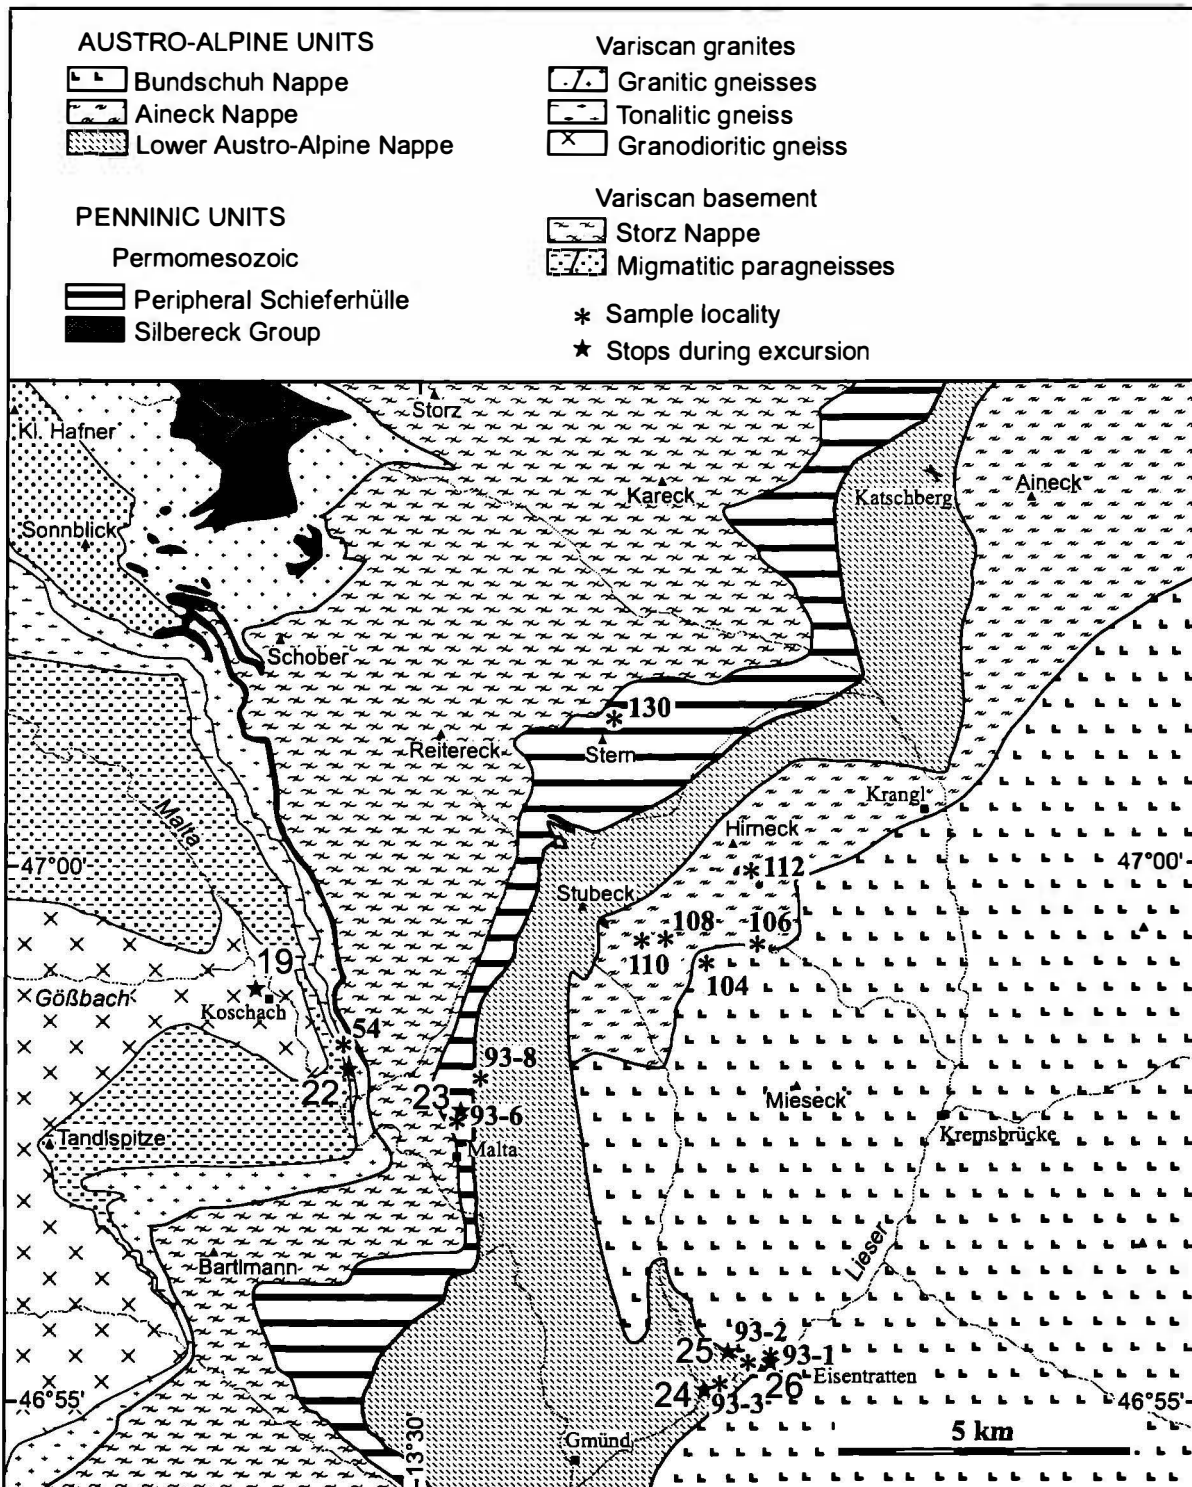 AUSTRO-ALPINE UNITS
Bundschuh Nappe
Aineck Nappe
Lower Austro-Alpine Nappe
PENNINIC UNITS
Permomesozoic
Peripheral Schieferhülle
Silbereck Group
Variscan granites
Granitic gneisses
Tonalitic gneiss
Granodioritic gneiss
Variscan basement
Storz Nappe
Migmatitic paragneisses
Sample locality
Stops during excursion
Storz
Kl. Hafner
Kareck
Katschberg
Aineck
Sonnblick
Schober
130
Reitereck
Stern
Malta
Krangl
Hirneck
47°00'
47°00'
112
Stubeck
108
106
110
104
19
Gößbach
Koschach
54
93-8
22
23
93-6
Mieseck
Kremsbrücke
Tandlspitze
Malta
Bartlmann
Lieser
93-2
25
93-1
26
Eisentratten
24
93-3
46°55'
46°55'
13°30'
Gmünd
5 km